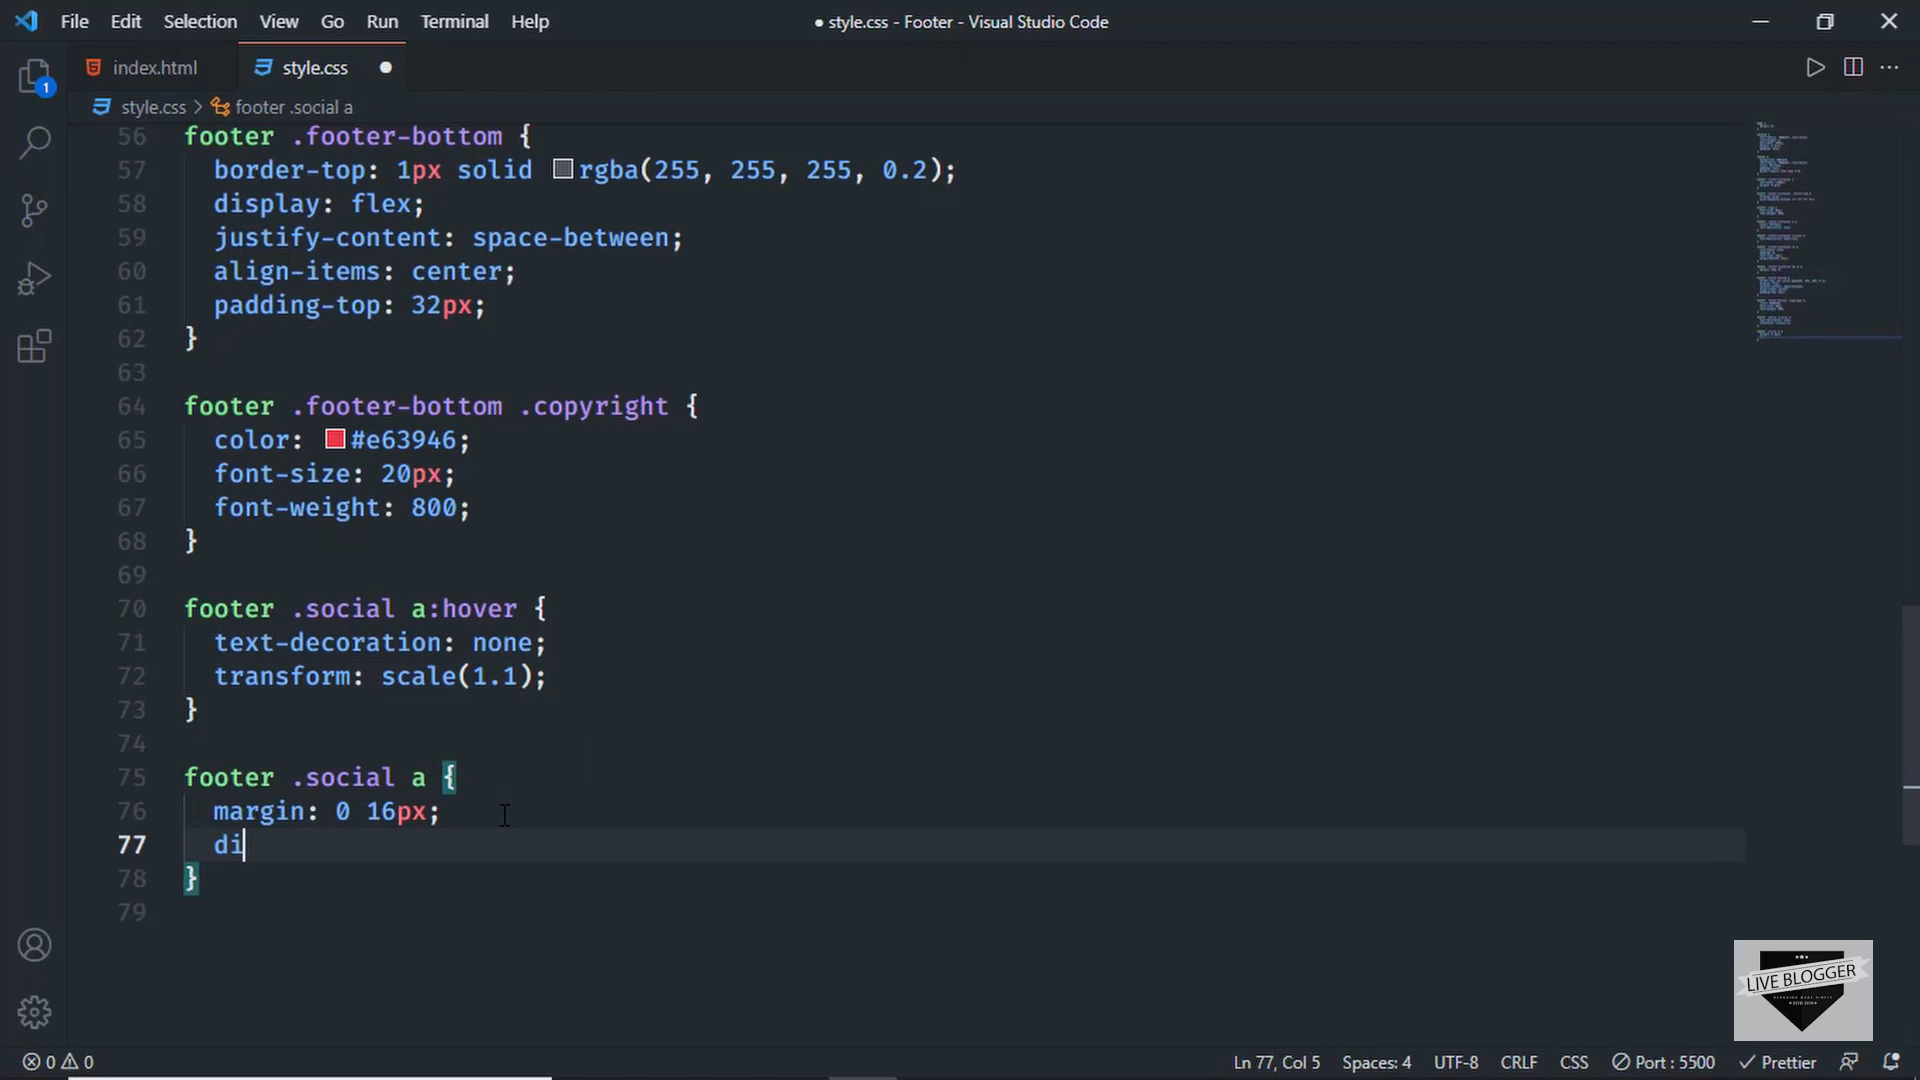 File Edit Selection View Go Run Terminal Help ● style.css - Footer - Visual Studio Code
index.html style.css
style.css > footer .social a
1
56 footer .footer-bottom {
57 border-top: 1px solid rgba(255, 255, 255, 0.2);
58 display: flex;
59 justify-content: space-between;
60 align-items: center;
61 padding-top: 32px;
62 }
63
64 footer .footer-bottom .copyright {
65 color: #e63946;
66 font-size: 20px;
67 font-weight: 800;
68 }
69
70 footer .social a:hover {
71 text-decoration: none;
72 transform: scale(1.1);
73 }
74
75 footer .social a {
76 margin: 0 16px;
77 di
78 }
79
LIVE BLOGGER
0 0 Ln 77, Col 5 Spaces: 4 UTF-8 CRLF CSS Port : 5500 Prettier